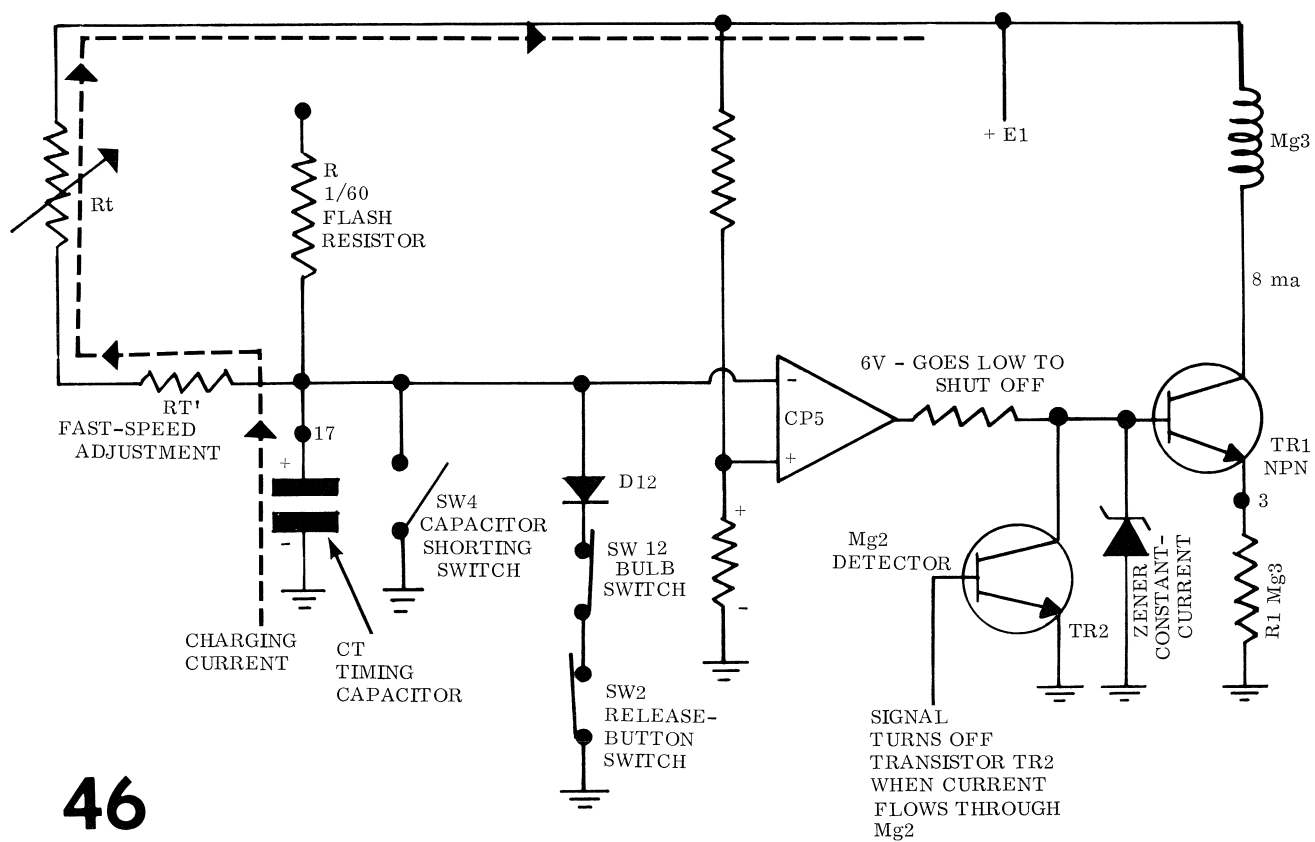 + E1
Mg3
Rt
R
1/60
FLASH
RESISTOR
8 ma
6V - GOES LOW TO
SHUT OFF
-
CP5
+
RT'
FAST-SPEED
ADJUSTMENT
17
+
-
SW4
CAPACITOR
SHORTING
SWITCH
D12
SW 12
BULB
SWITCH
+
-
TR1
NPN
3
Mg2
DETECTOR
TR2
ZENER
CONSTANT-
CURRENT
R1 Mg3
CHARGING
CURRENT
CT
TIMING
CAPACITOR
SW2
RELEASE-
BUTTON
SWITCH
SIGNAL
TURNS OFF
TRANSISTOR TR2
WHEN CURRENT
FLOWS THROUGH
Mg2
46